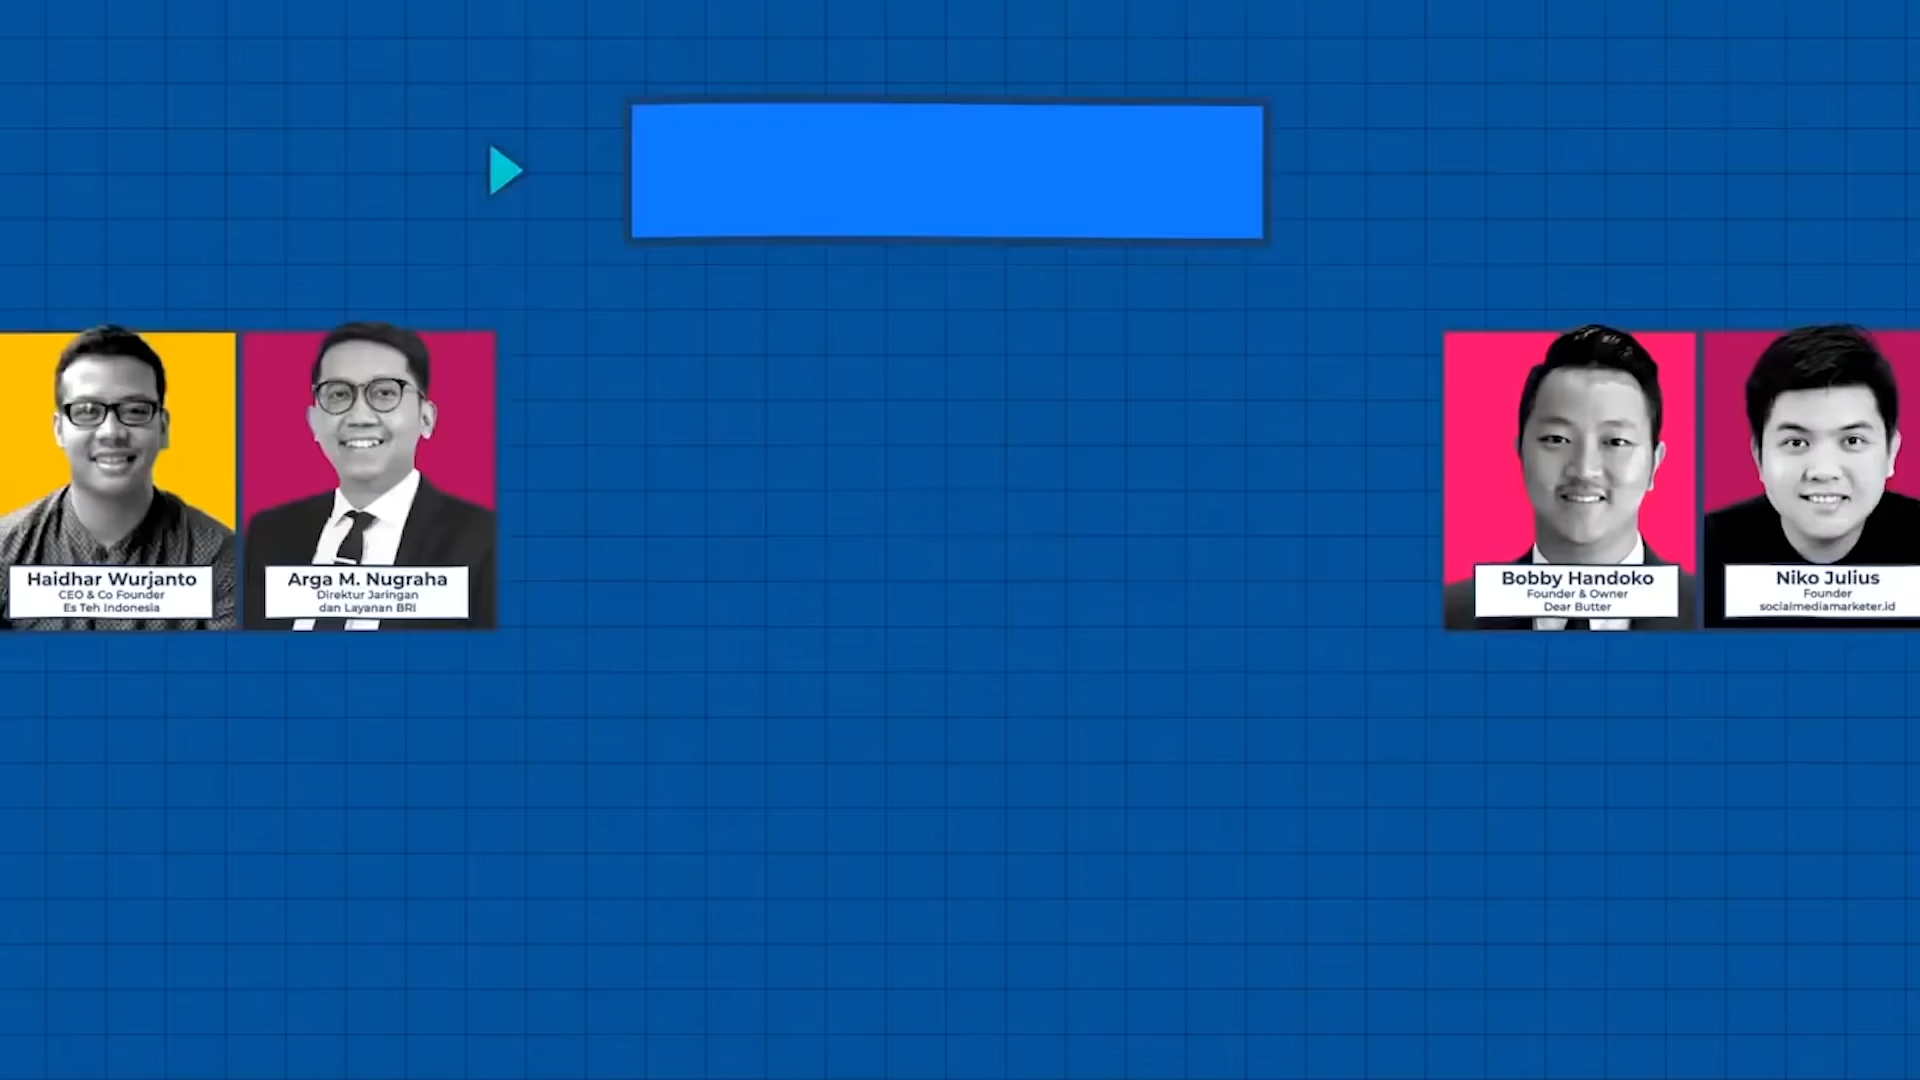 Haidhar Wurjanto
CEO & Co Founder
Es Teh Indonesia
Arga M. Nugraha
Direktur Jaringan
dan Layanan BRI
Bobby Handoko
Founder & Owner
Dear Butter
Niko Julius
Founder
socialmediamarketer.id